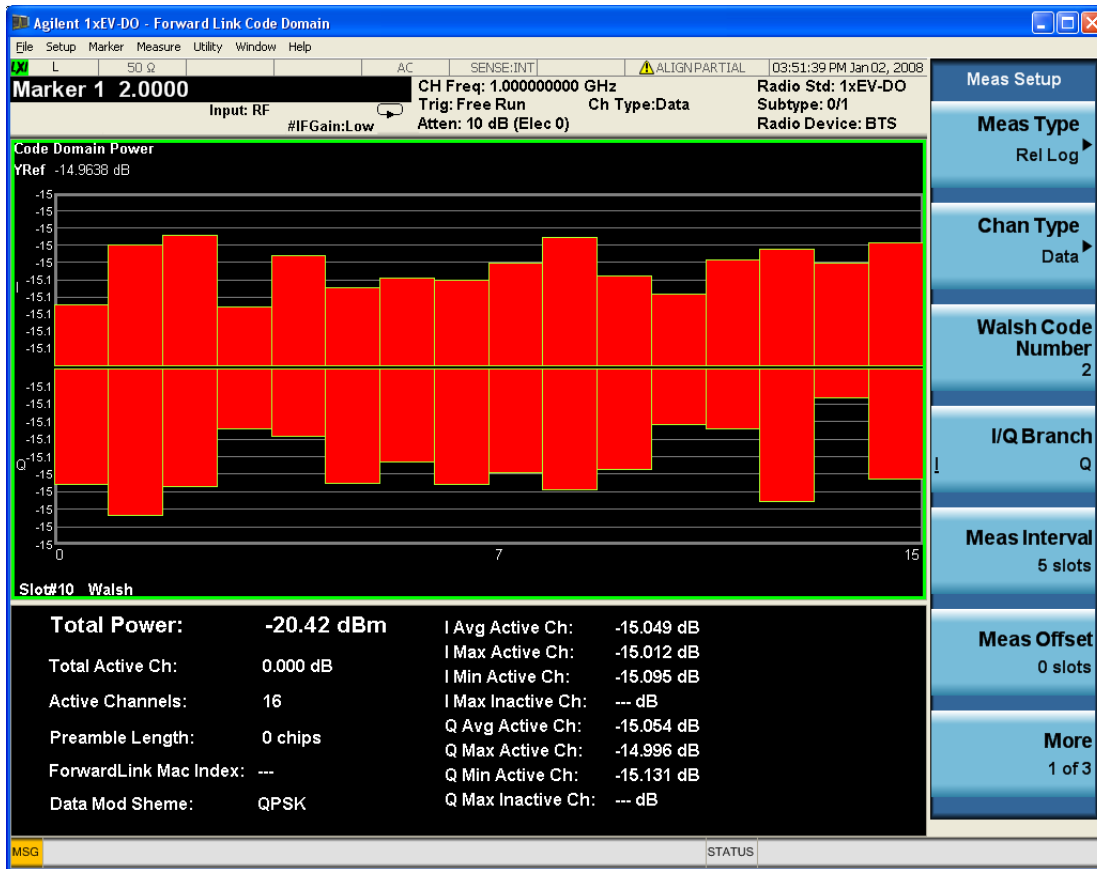 Agilent 1xEV-DO - Forward Link Code Domain
File Setup Marker Measure Utility Window Help
LXI L 50 Ω AC SENSE:INT ALIGN PARTIAL 03:51:39 PM Jan 02, 2008
Marker 1 2.0000
Input: RF
#IFGain:Low
CH Freq: 1.000000000 GHz
Trig: Free Run Ch Type:Data
Atten: 10 dB (Elec 0)
Radio Std: 1xEV-DO
Subtype: 0/1
Radio Device: BTS
Code Domain Power
YRef -14.9638 dB
-15
-15
-15
-15
-15
-15.1
I
-15.1
-15.1
-15.1
-15.1
-15.1
-15.1
-15.1
-15.1
-15.1
Q
-15
-15
-15
-15
-15
0 7 15
Slot#10 Walsh
Total Power: -20.42 dBm
Total Active Ch: 0.000 dB
Active Channels: 16
Preamble Length: 0 chips
ForwardLink Mac Index: ---
Data Mod Sheme: QPSK
I Avg Active Ch: -15.049 dB
I Max Active Ch: -15.012 dB
I Min Active Ch: -15.095 dB
I Max Inactive Ch: --- dB
Q Avg Active Ch: -15.054 dB
Q Max Active Ch: -14.996 dB
Q Min Active Ch: -15.131 dB
Q Max Inactive Ch: --- dB
Meas Setup
Meas Type
Rel Log
Chan Type
Data
Walsh Code
Number
2
I/Q Branch
I Q
Meas Interval
5 slots
Meas Offset
0 slots
More
1 of 3
MSG STATUS